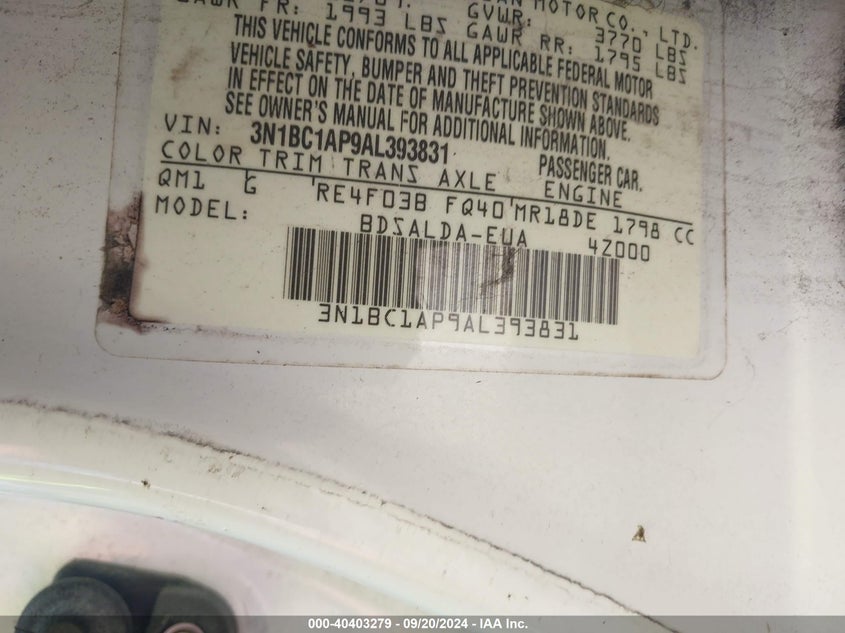 MOTOR CO., LTD.
GVWR: 3770 LBS
GAWR FR: 1993 LBS GAWR RR: 1795 LBS
THIS VEHICLE CONFORMS TO ALL APPLICABLE FEDERAL MOTOR
VEHICLE SAFETY, BUMPER AND THEFT PREVENTION STANDARDS
IN EFFECT ON THE DATE OF MANUFACTURE SHOWN ABOVE.
SEE OWNER'S MANUAL FOR ADDITIONAL INFORMATION.
VIN: 3N1BC1AP9AL393831 PASSENGER CAR.
COLOR TRIM TRANS AXLE ENGINE
QM1 G RE4F03B FQ40 MR18DE 1798 CC
MODEL: BDSALDA-EUA 4Z000
3N1BC1AP9AL393831
000-40403279 - 09/20/2024 - IAA Inc.